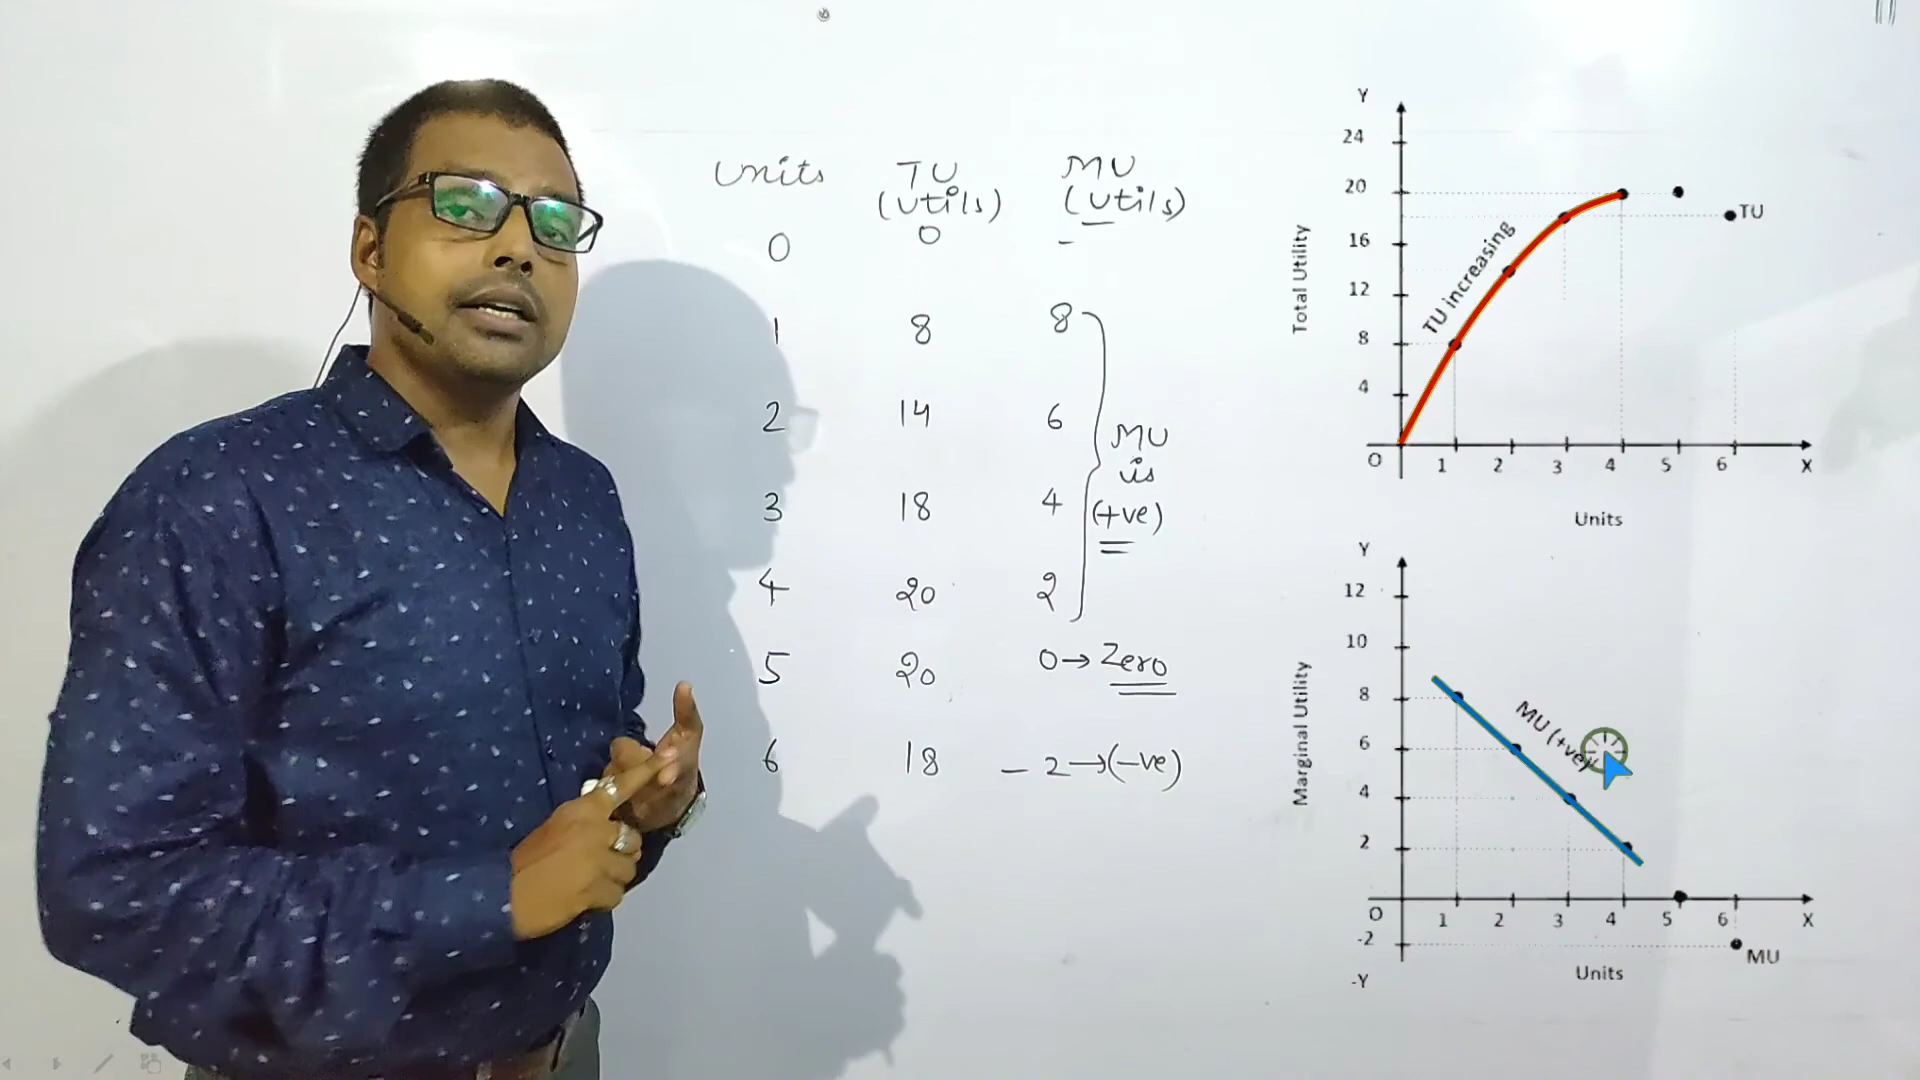 Units TU MU
(Utils) (Utils)
0 0 -
1 8 8
2 14 6
MU
is
3 18 4 (+ve)
4 20 2
5 20 0→Zero
6 18 -2→(-ve)
Y
24
20
TU
16
12
8
4
Total Utility
TU increasing
O 1 2 3 4 5 6 X
Units
Y
12
10
8
6
4
2
Marginal Utility
MU (+ve)
O 1 2 3 4 5 6 X
-2
MU
Units
-Y